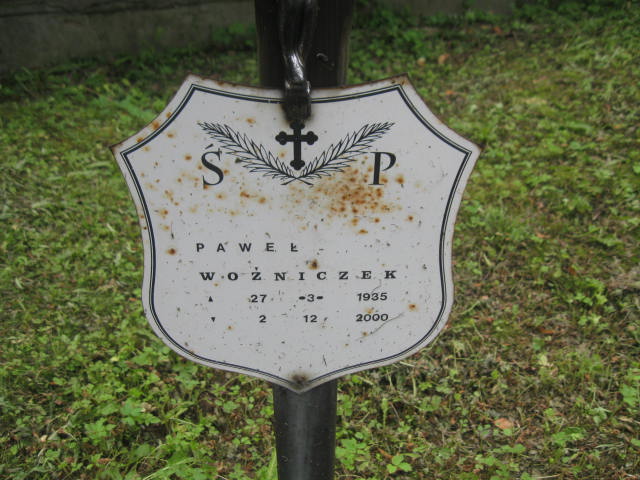 Ś P
PAWEŁ
WOŹNICZEK
▲ 27 •3• 1935
▼ 2 12 2000